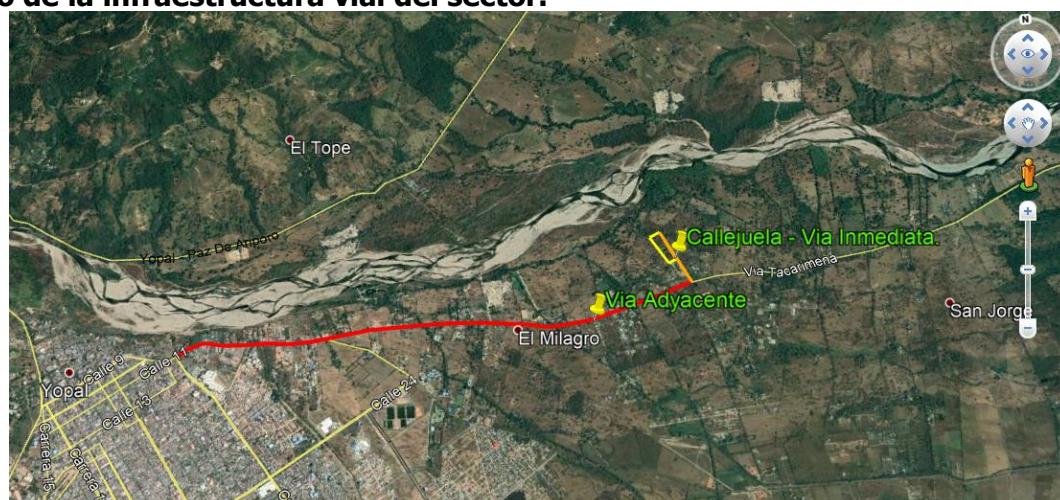 o de la infraestructura vial del sector.
N
El Tope
Yopal - Paz De Ariporo
Callejuela - Via Inmediata.
Via Tacarimena
Via Adyacente
San Jorge
El Milagro
Calle 11
Calle 9
Yopal
Calle 24
Calle 13
Carrera 15